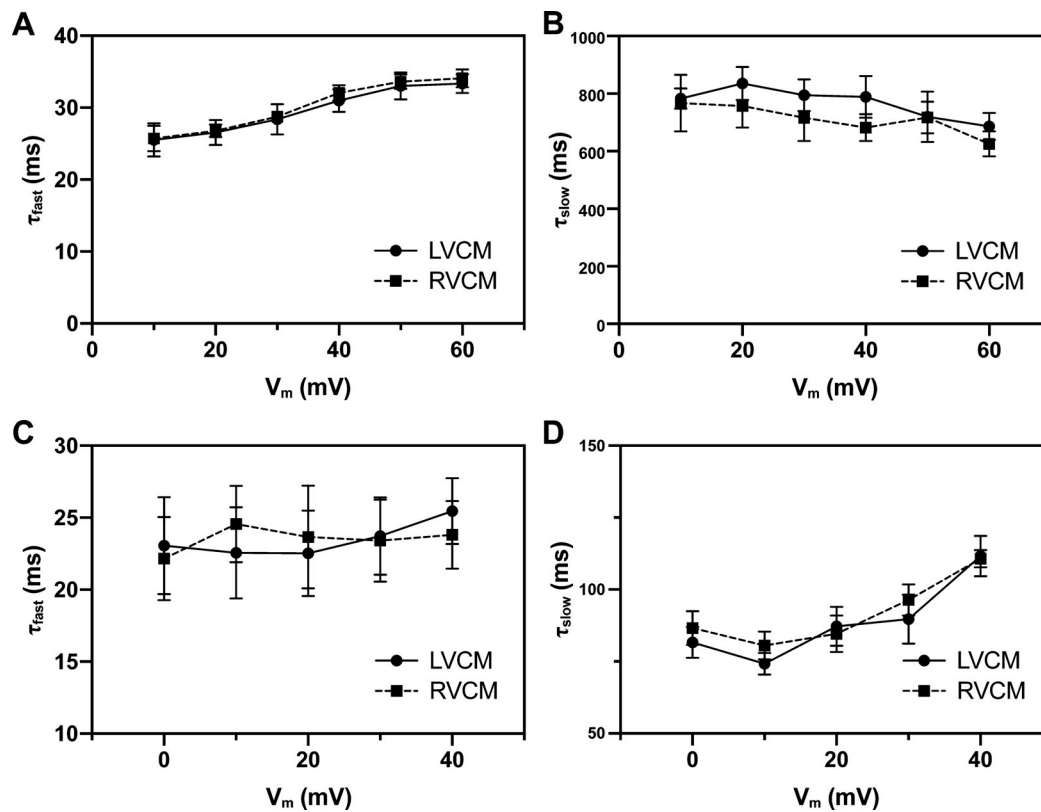 A
40
30
20
10
0
τfast (ms)
0 20 40 60
Vm (mV)
LVCM
RVCM
B
1000
800
600
400
200
0
τslow (ms)
0 20 40 60
Vm (mV)
LVCM
RVCM
C
30
25
20
15
10
τfast (ms)
0 20 40
Vm (mV)
LVCM
RVCM
D
150
100
50
τslow (ms)
0 20 40
Vm (mV)
LVCM
RVCM